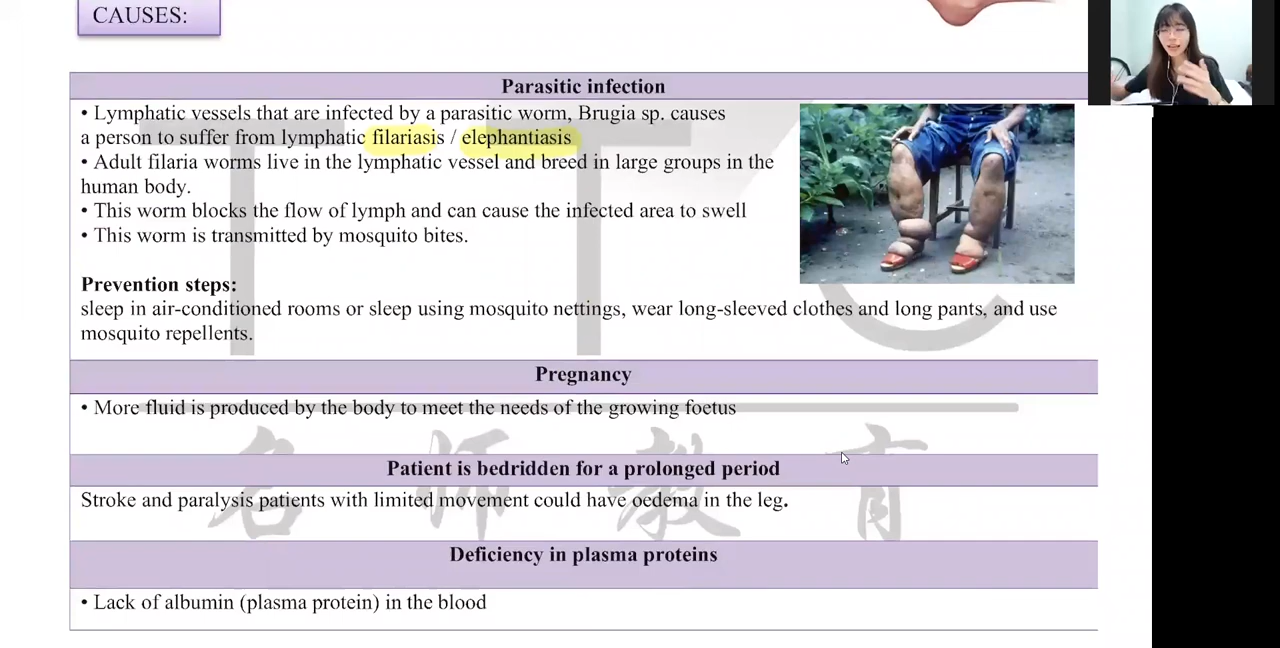 CAUSES:
Parasitic infection
• Lymphatic vessels that are infected by a parasitic worm, Brugia sp. causes
a person to suffer from lymphatic filariasis / elephantiasis
• Adult filaria worms live in the lymphatic vessel and breed in large groups in the
human body.
• This worm blocks the flow of lymph and can cause the infected area to swell
• This worm is transmitted by mosquito bites.
Prevention steps:
sleep in air-conditioned rooms or sleep using mosquito nettings, wear long-sleeved clothes and long pants, and use
mosquito repellents.
Pregnancy
• More fluid is produced by the body to meet the needs of the growing foetus
Patient is bedridden for a prolonged period
Stroke and paralysis patients with limited movement could have oedema in the leg.
Deficiency in plasma proteins
• Lack of albumin (plasma protein) in the blood
TTC
名师教育